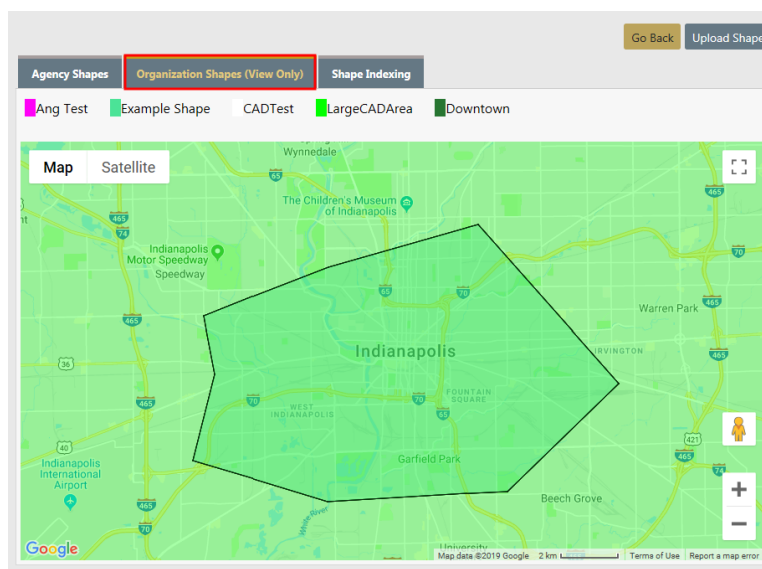 Go Back
Upload Shape
Agency Shapes
Organization Shapes (View Only)
Shape Indexing
Ang Test
Example Shape
CADTest
LargeCADArea
Downtown
Map
Satellite
Wynnedale
65
The Children's Museum
of Indianapolis
465
465
74
Indianapolis
Motor Speedway
Speedway
70
65
70
Warren Park
465
Indianapolis
IRVINGTON
465
36
FOUNTAIN
SQUARE
70
WEST
INDIANAPOLIS
70
65
465
421
40
465
Garfield Park
Indianapolis
International
Airport
74
Beech Grove
White River
70
University
Google
Map data ©2019 Google
2 km
Terms of Use
Report a map error